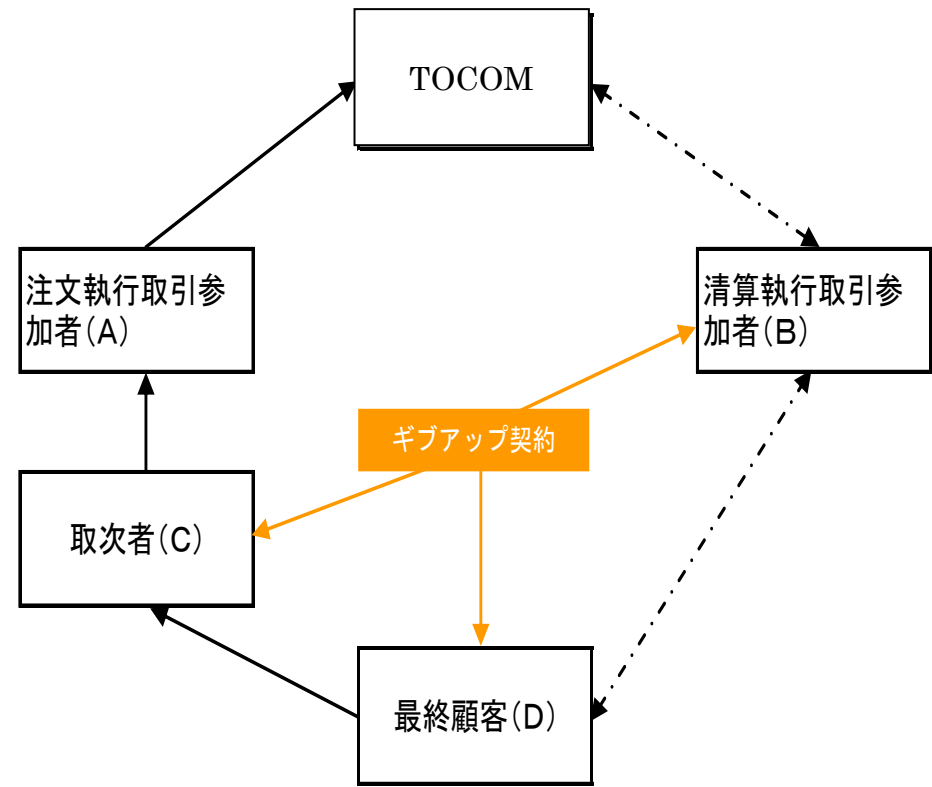 TOCOM
注文執行取引参
加者(A)
清算執行取引参
加者(B)
ギブアップ契約
取次者(C)
最終顧客(D)